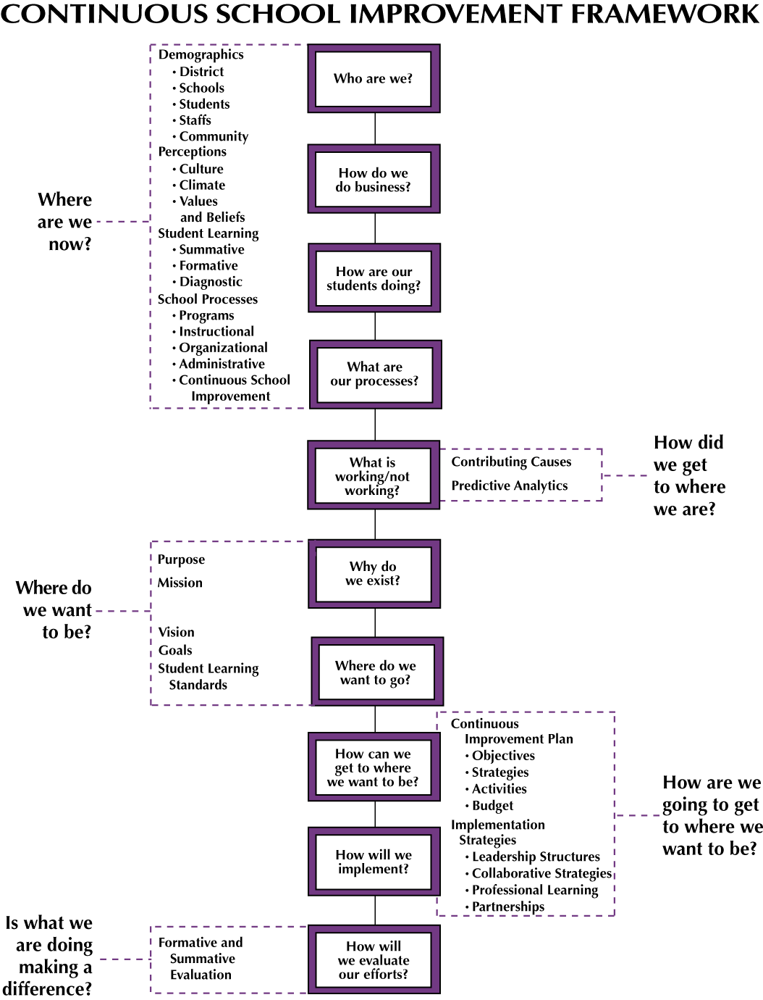 CONTINUOUS SCHOOL IMPROVEMENT FRAMEWORK
Where
are we
now?
Demographics
• District
• Schools
• Students
• Staffs
• Community
Perceptions
• Culture
• Climate
• Values
and Beliefs
Student Learning
• Summative
• Formative
• Diagnostic
School Processes
• Programs
• Instructional
• Organizational
• Administrative
• Continuous School
Improvement
Who are we?
How do we
do business?
How are our
students doing?
What are
our processes?
What is
working/not
working?
Contributing Causes
Predictive Analytics
How did
we get
to where
we are?
Where do
we want
to be?
Purpose
Mission
Vision
Goals
Student Learning
Standards
Why do
we exist?
Where do we
want to go?
How can we
get to where
we want to be?
How will we
implement?
Continuous
Improvement Plan
• Objectives
• Strategies
• Activities
• Budget
Implementation
Strategies
• Leadership Structures
• Collaborative Strategies
• Professional Learning
• Partnerships
How are we
going to get
to where we
want to be?
Is what we
are doing
making a
difference?
Formative and
Summative
Evaluation
How will
we evaluate
our efforts?